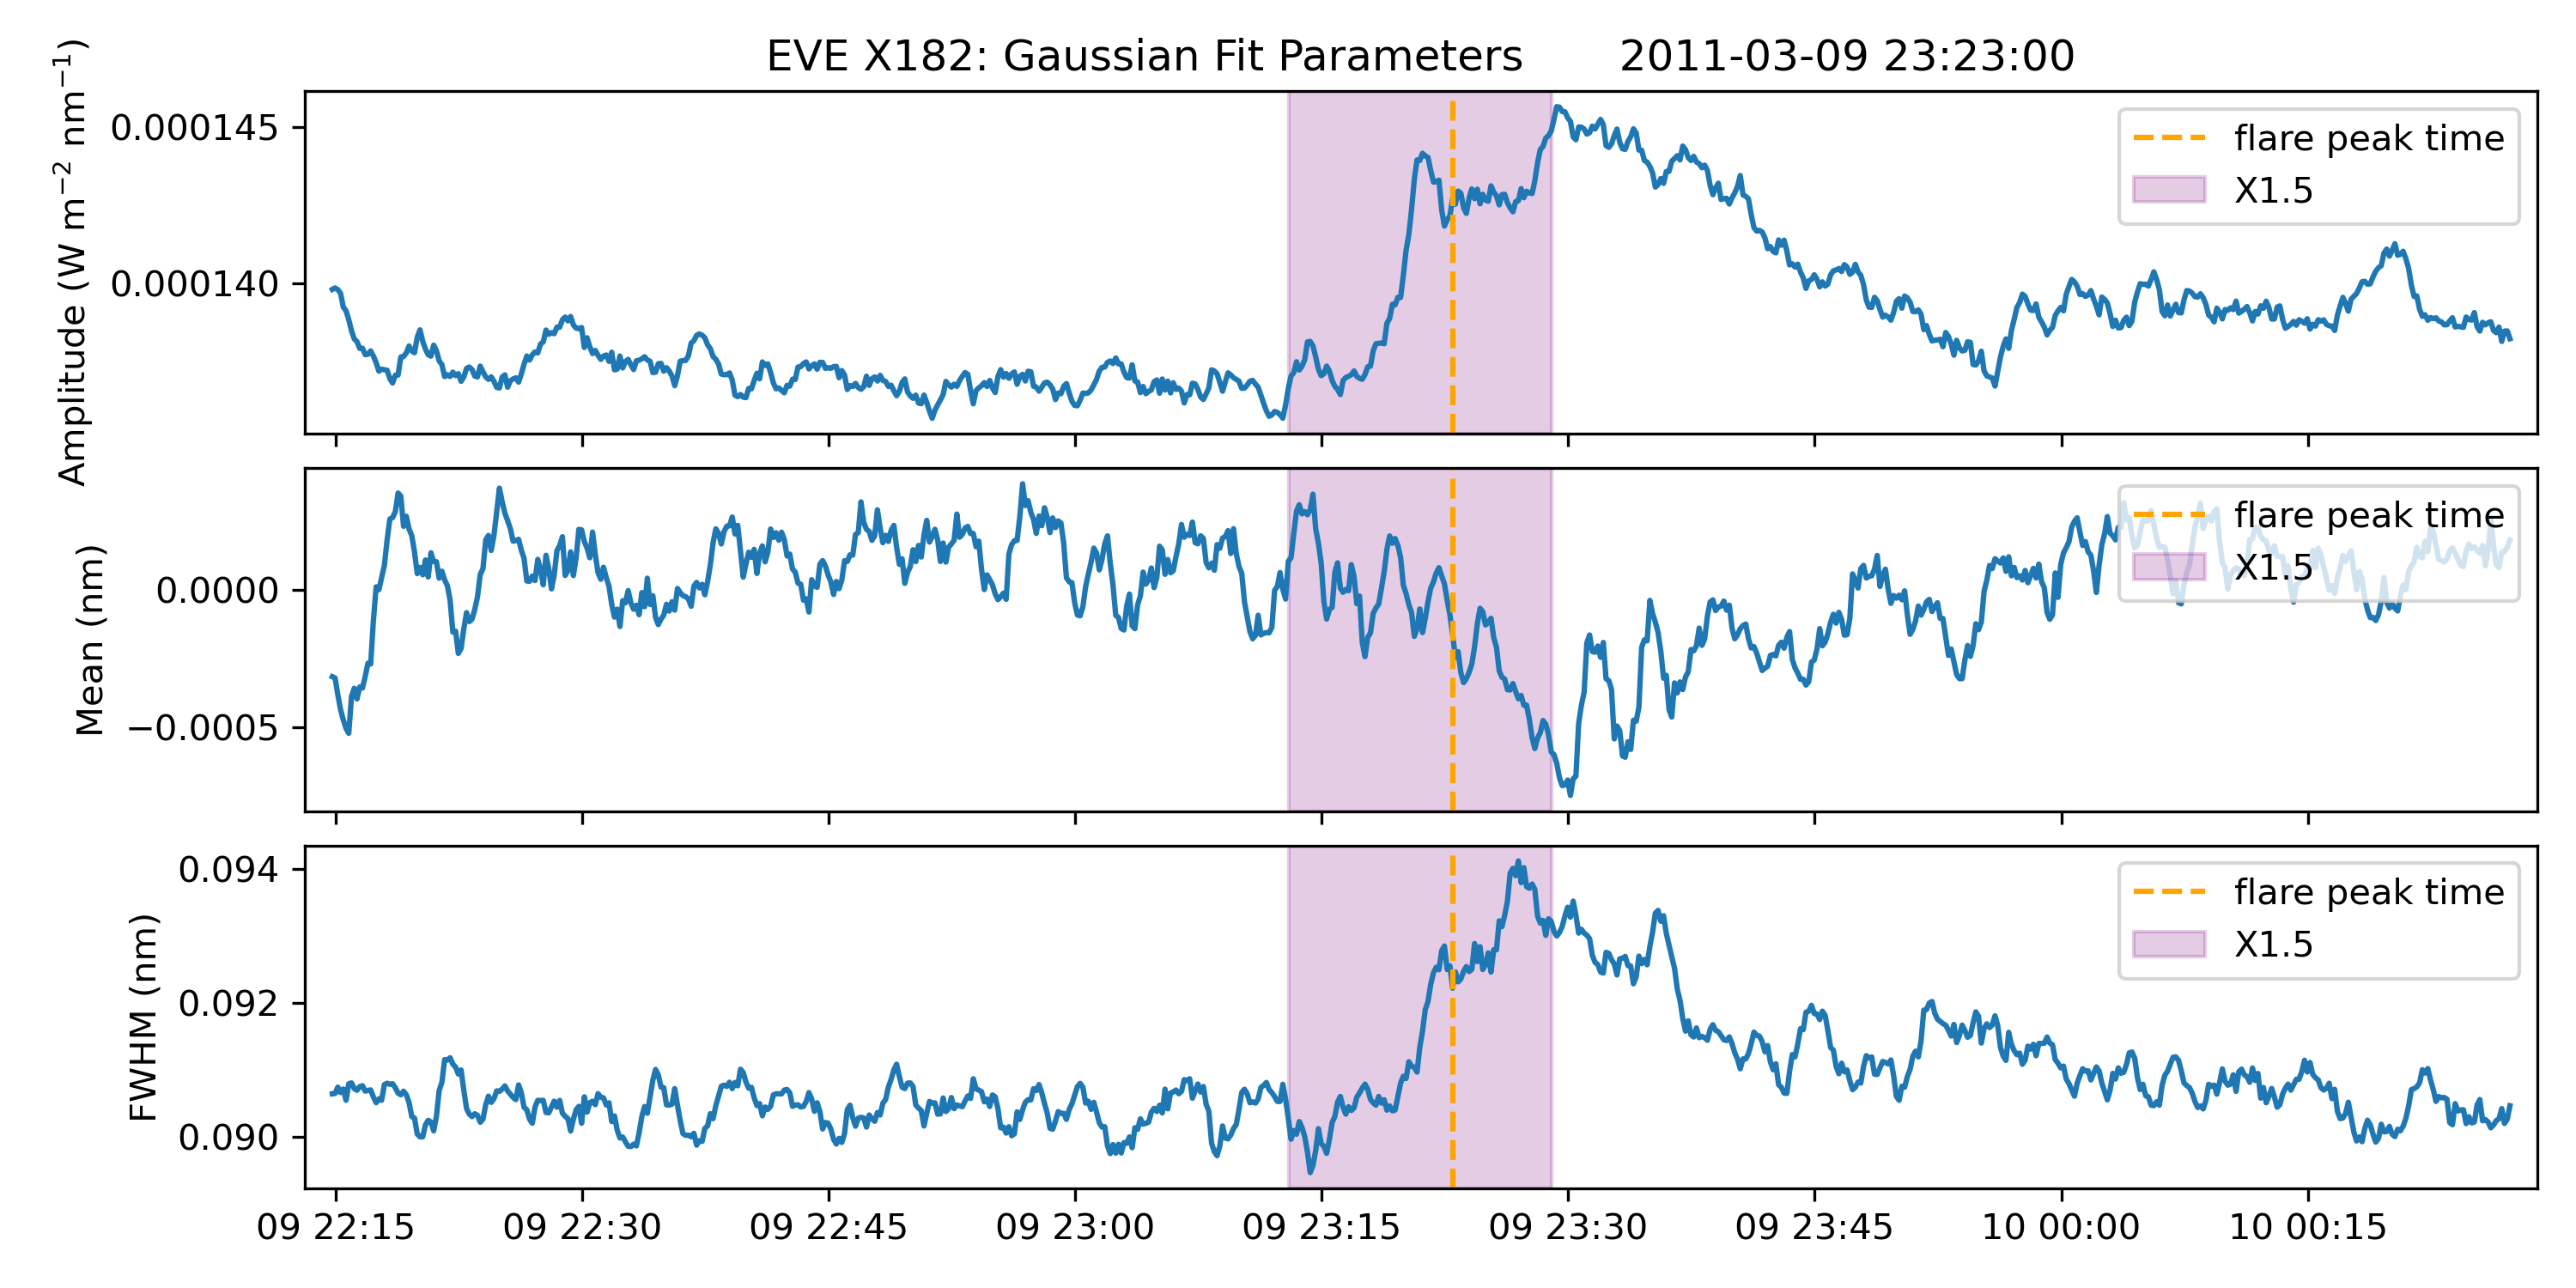 EVE X182: Gaussian Fit Parameters 2011-03-09 23:23:00
Amplitude (W m⁻² nm⁻¹)
0.000145
0.000140
flare peak time
X1.5
Mean (nm)
0.0000
−0.0005
flare peak time
X1.5
FWHM (nm)
0.094
0.092
0.090
flare peak time
X1.5
09 22:15 09 22:30 09 22:45 09 23:00 09 23:15 09 23:30 09 23:45 10 00:00 10 00:15